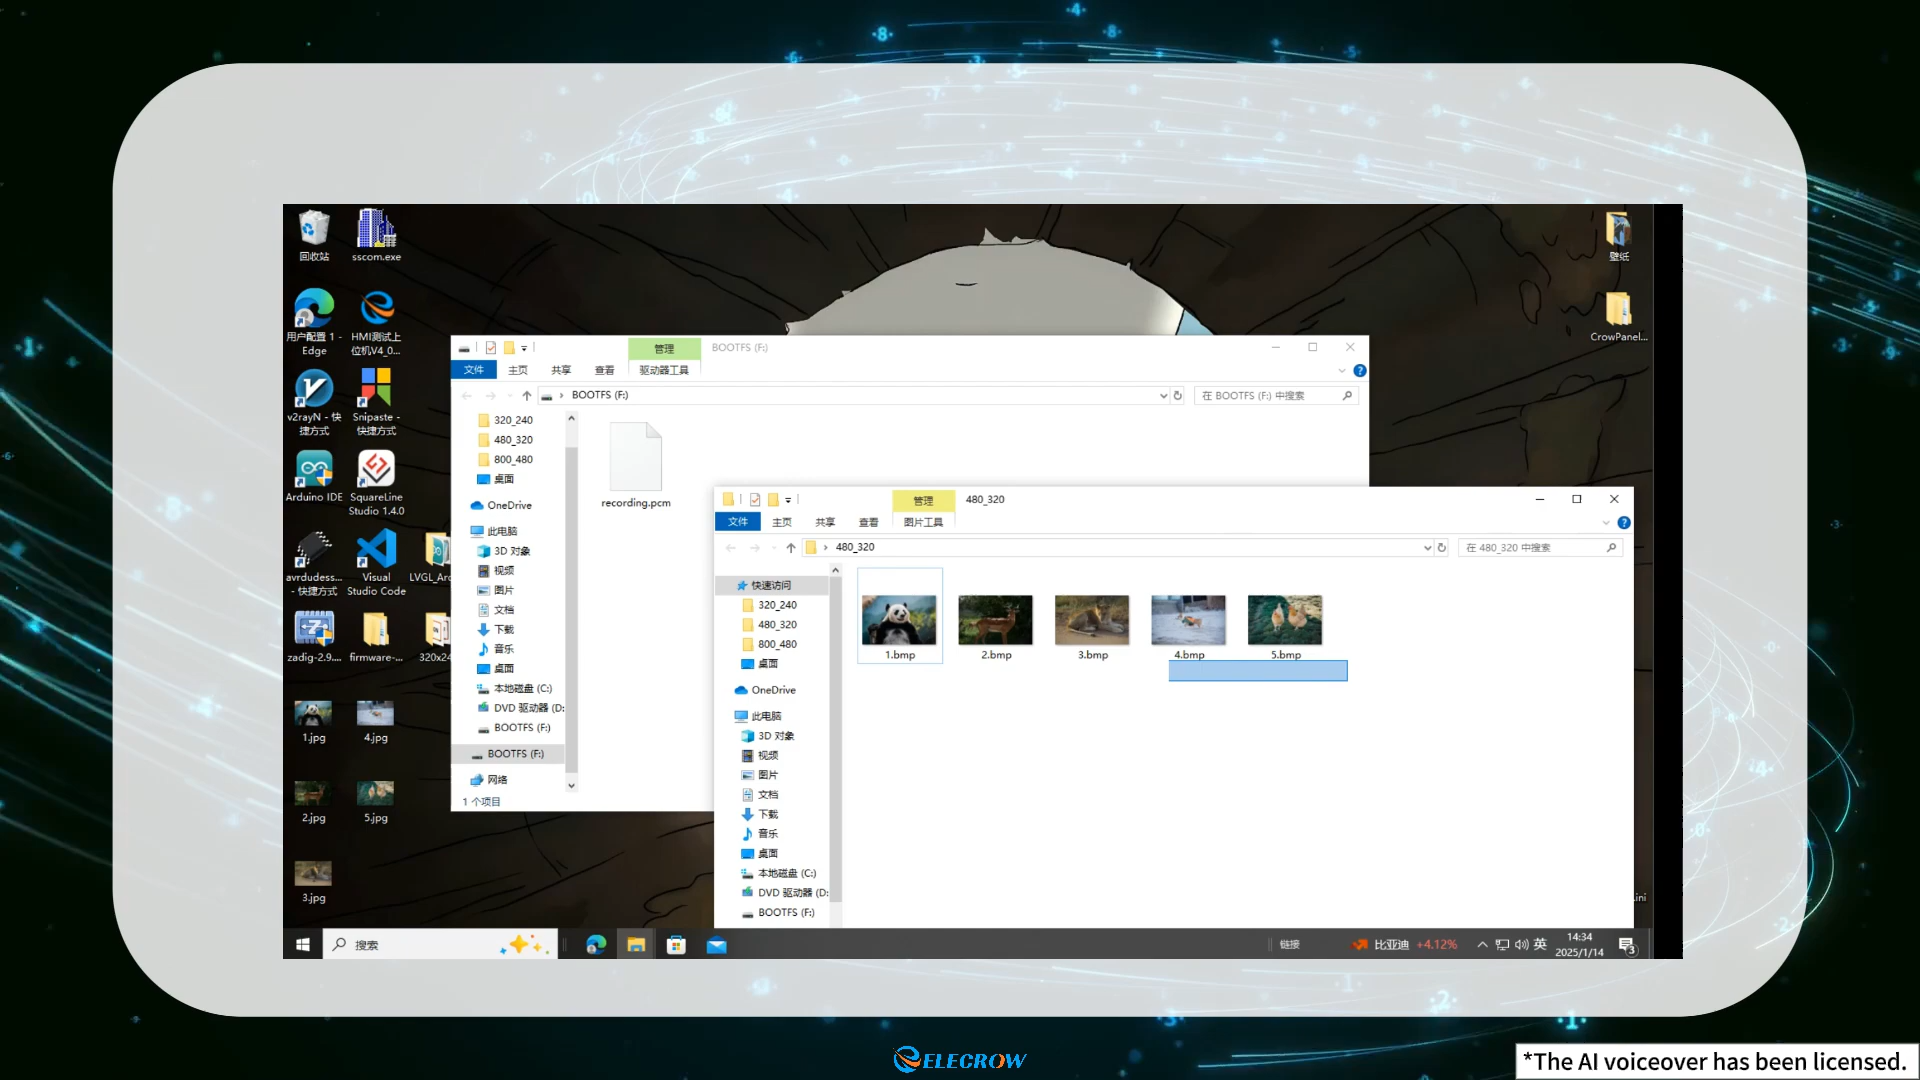 回收站
sscom.exe
用户配置 1 -
Edge
HMI测试上
位机V4_0...
v2rayN - 快
捷方式
Snipaste -
快捷方式
Arduino IDE
SquareLine
Studio 1.4.0
avrdudess...
- 快捷方式
Visual
Studio Code
LVGL_Arc
zadig-2.9....
firmware-...
320x24
1.jpg
4.jpg
2.jpg
5.jpg
3.jpg
壁纸
CrowPanel...
.ini
管理
BOOTFS (F:)
文件
主页
共享
查看
驱动器工具
BOOTFS (F:)
在 BOOTFS (F:) 中搜索
320_240
480_320
800_480
桌面
OneDrive
此电脑
3D 对象
视频
图片
文档
下载
音乐
桌面
本地磁盘 (C:)
DVD 驱动器 (D:
BOOTFS (F:)
BOOTFS (F:)
网络
1 个项目
recording.pcm
管理
480_320
文件
主页
共享
查看
图片工具
480_320
在 480_320 中搜索
快速访问
320_240
480_320
800_480
桌面
OneDrive
此电脑
3D 对象
视频
图片
文档
下载
音乐
桌面
本地磁盘 (C:)
DVD 驱动器 (D:
BOOTFS (F:)
1.bmp
2.bmp
3.bmp
4.bmp
5.bmp
搜索
链接
比亚迪 +4.12%
英
14:34
2025/1/14
3
ELECROW
*The AI voiceover has been licensed.